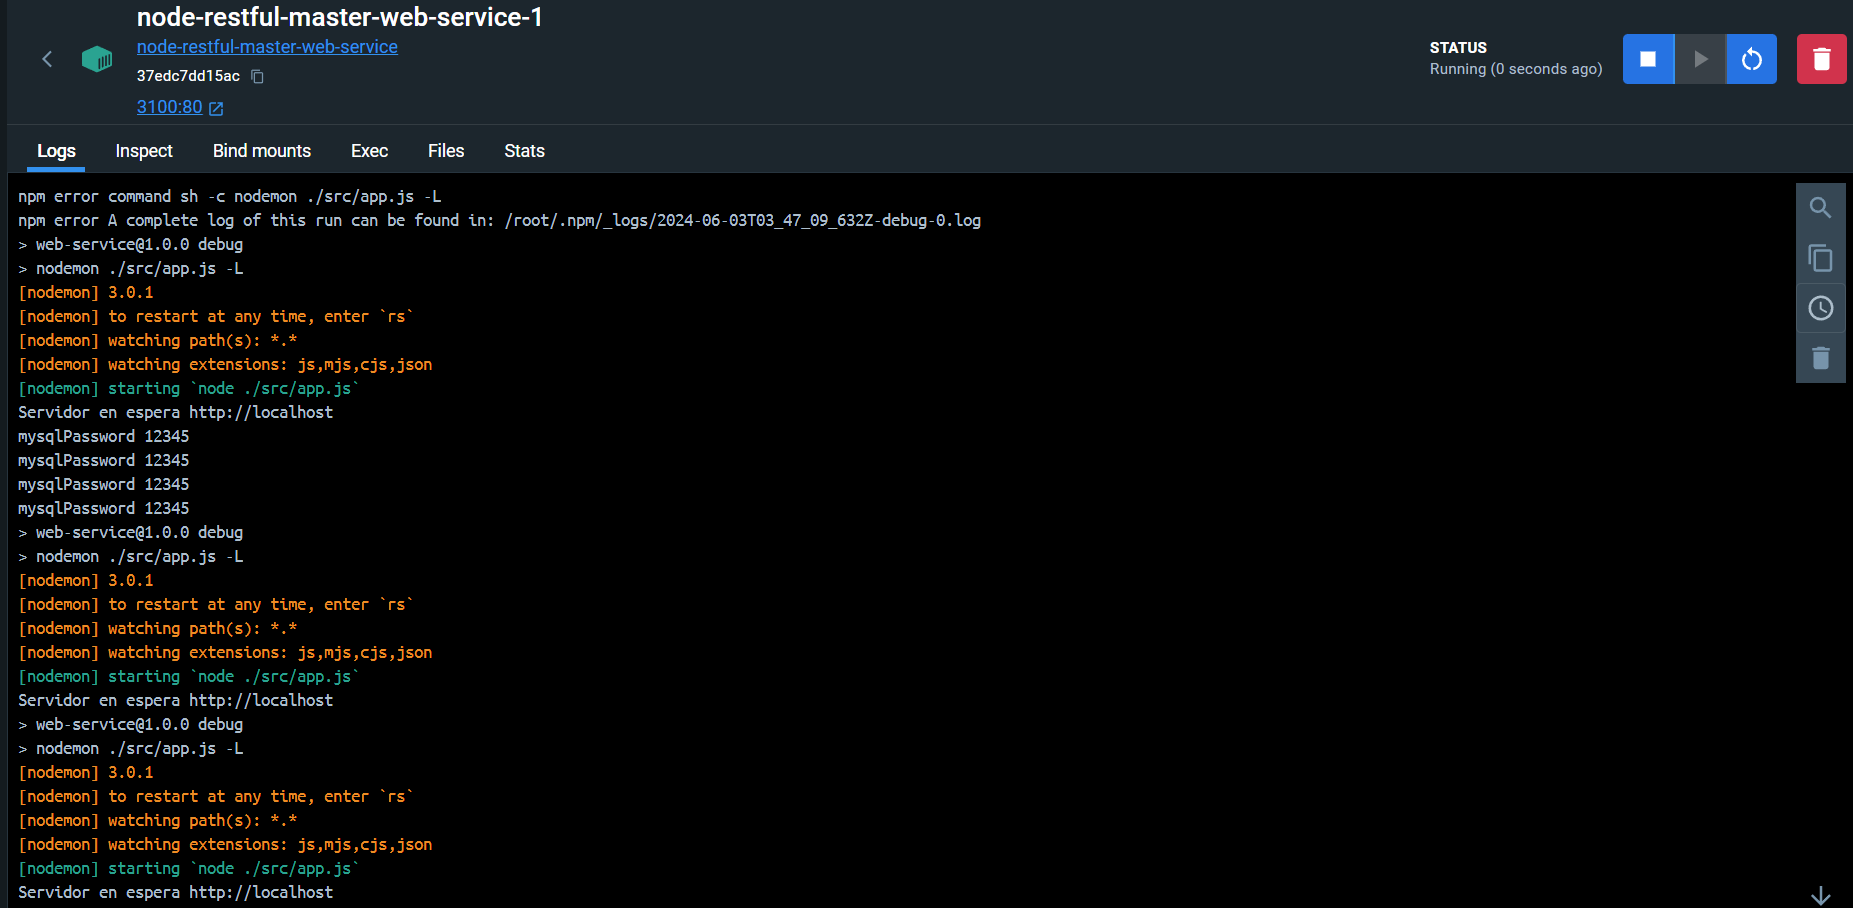 node-restful-master-web-service-1
node-restful-master-web-service
37edc7dd15ac
3100:80
STATUS
Running (0 seconds ago)
Logs Inspect Bind mounts Exec Files Stats
npm error command sh -c nodemon ./src/app.js -L
npm error A complete log of this run can be found in: /root/.npm/_logs/2024-06-03T03_47_09_632Z-debug-0.log
> web-service@1.0.0 debug
> nodemon ./src/app.js -L
[nodemon] 3.0.1
[nodemon] to restart at any time, enter `rs`
[nodemon] watching path(s): *.*
[nodemon] watching extensions: js,mjs,cjs,json
[nodemon] starting `node ./src/app.js`
Servidor en espera http://localhost
mysqlPassword 12345
mysqlPassword 12345
mysqlPassword 12345
mysqlPassword 12345
> web-service@1.0.0 debug
> nodemon ./src/app.js -L
[nodemon] 3.0.1
[nodemon] to restart at any time, enter `rs`
[nodemon] watching path(s): *.*
[nodemon] watching extensions: js,mjs,cjs,json
[nodemon] starting `node ./src/app.js`
Servidor en espera http://localhost
> web-service@1.0.0 debug
> nodemon ./src/app.js -L
[nodemon] 3.0.1
[nodemon] to restart at any time, enter `rs`
[nodemon] watching path(s): *.*
[nodemon] watching extensions: js,mjs,cjs,json
[nodemon] starting `node ./src/app.js`
Servidor en espera http://localhost